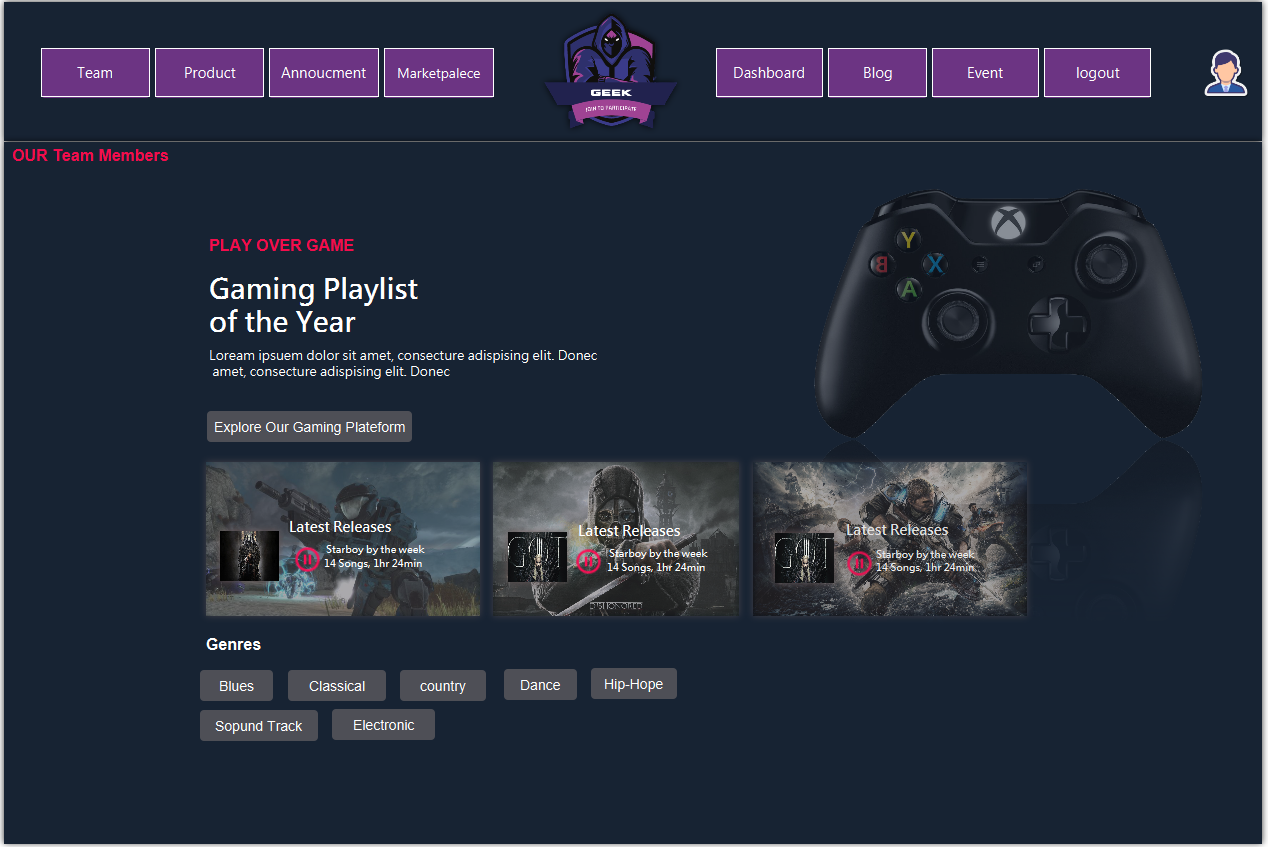 Team
Product
Annoucment
Marketpalece
GEEK
JOIN TO PARTICIPATE
Dashboard
Blog
Event
logout
OUR Team Members
PLAY OVER GAME
Gaming Playlist
of the Year
Loream ipsuem dolor sit amet, consecture adispising elit. Donec
amet, consecture adispising elit. Donec
Explore Our Gaming Plateform
Y
B
X
A
Latest Releases
Starboy by the week
14 Songs, 1hr 24min
Latest Releases
Starboy by the week
14 Songs, 1hr 24min
DISHONORED
Latest Releases
Starboy by the week
14 Songs, 1hr 24min
Genres
Blues
Classical
country
Dance
Hip-Hope
Sopund Track
Electronic